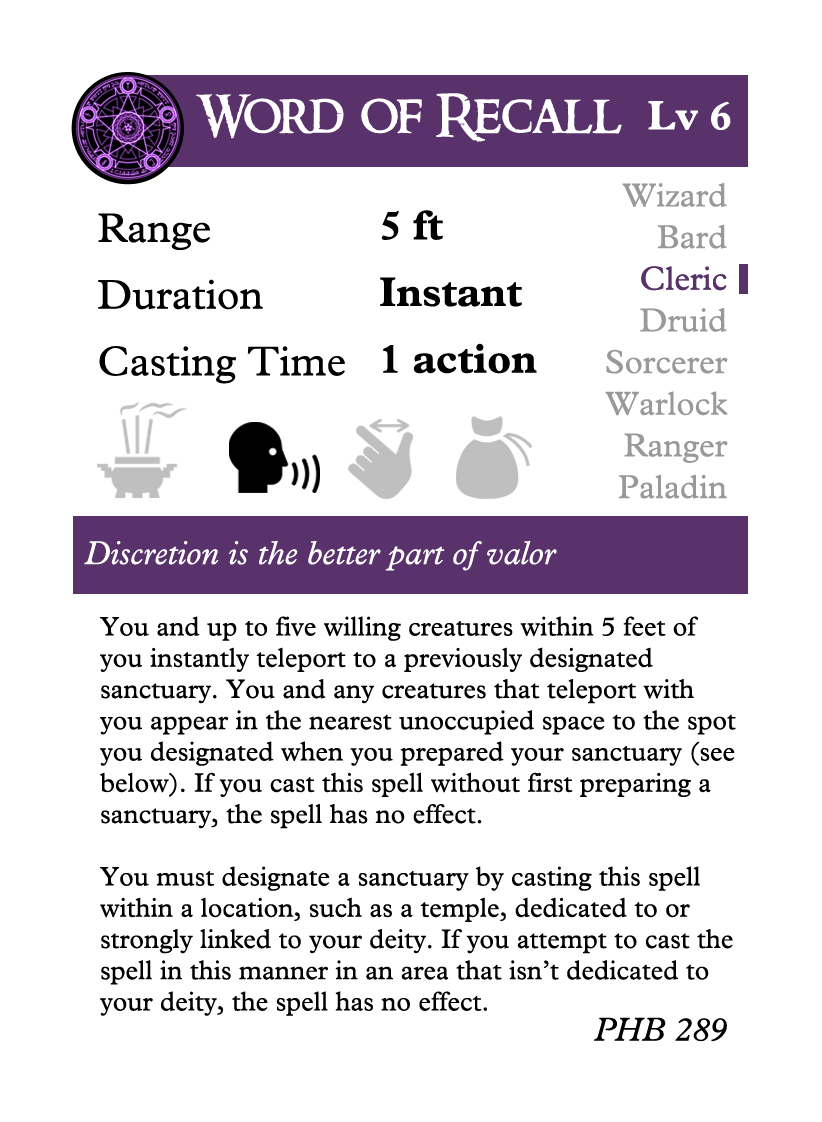 WORD OF RECALL Lv 6
Range 5 ft
Duration Instant
Casting Time 1 action
Wizard
Bard
Cleric
Druid
Sorcerer
Warlock
Ranger
Paladin
Discretion is the better part of valor
You and up to five willing creatures within 5 feet of
you instantly teleport to a previously designated
sanctuary. You and any creatures that teleport with
you appear in the nearest unoccupied space to the spot
you designated when you prepared your sanctuary (see
below). If you cast this spell without first preparing a
sanctuary, the spell has no effect.
You must designate a sanctuary by casting this spell
within a location, such as a temple, dedicated to or
strongly linked to your deity. If you attempt to cast the
spell in this manner in an area that isn’t dedicated to
your deity, the spell has no effect.
PHB 289